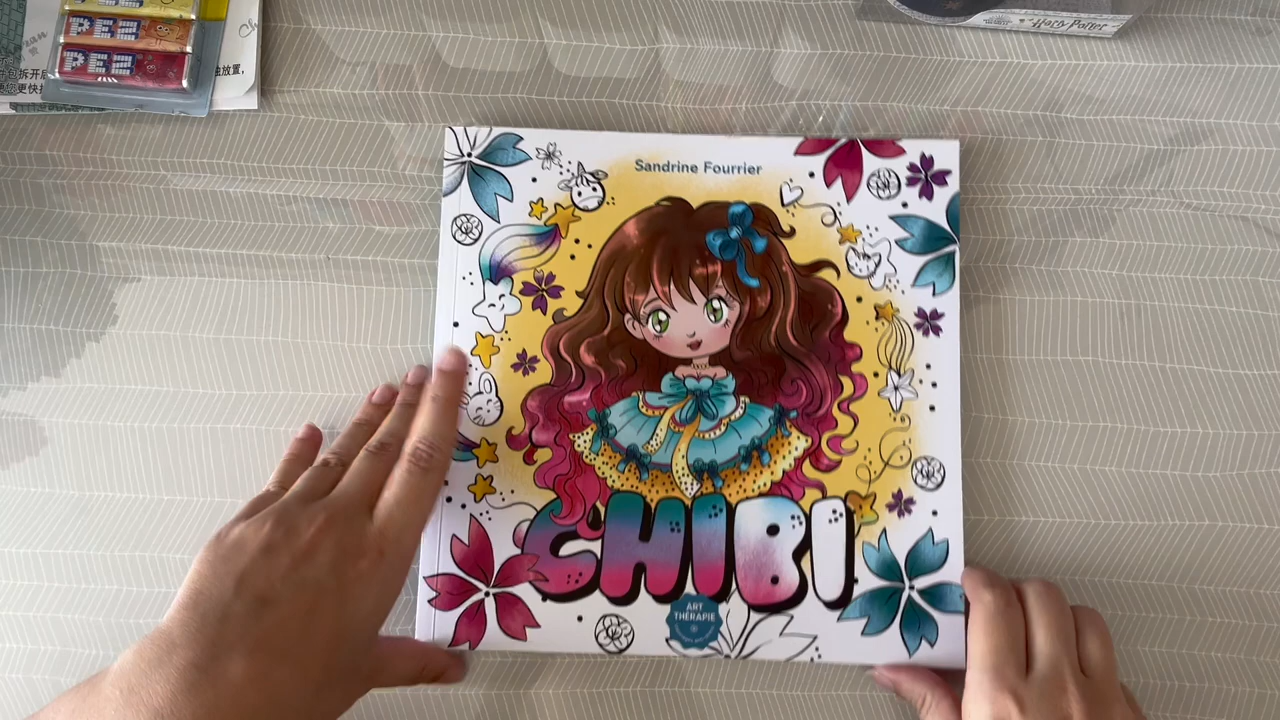 PEZ
PEZ
PEZ
Harry Potter
Sandrine Fourrier
CHIBI
ART
THÉRAPIE